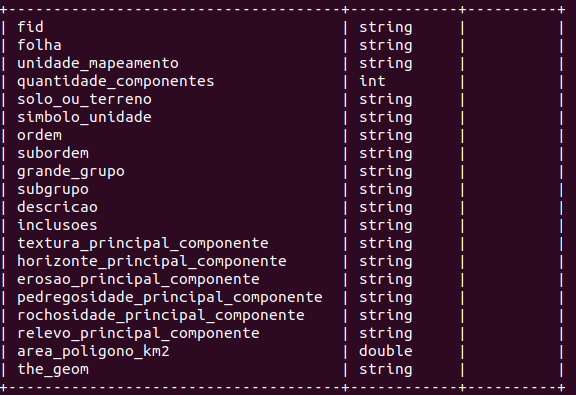 +-------------------------------------+------------+----------+
| fid | string | |
| folha | string | |
| unidade_mapeamento | string | |
| quantidade_componentes | int | |
| solo_ou_terreno | string | |
| simbolo_unidade | string | |
| ordem | string | |
| subordem | string | |
| grande_grupo | string | |
| subgrupo | string | |
| descricao | string | |
| inclusoes | string | |
| textura_principal_componente | string | |
| horizonte_principal_componente | string | |
| erosao_principal_componente | string | |
| pedregosidade_principal_componente | string | |
| rochosidade_principal_componente | string | |
| relevo_principal_componente | string | |
| area_poligono_km2 | double | |
| the_geom | string | |
+-------------------------------------+------------+----------+